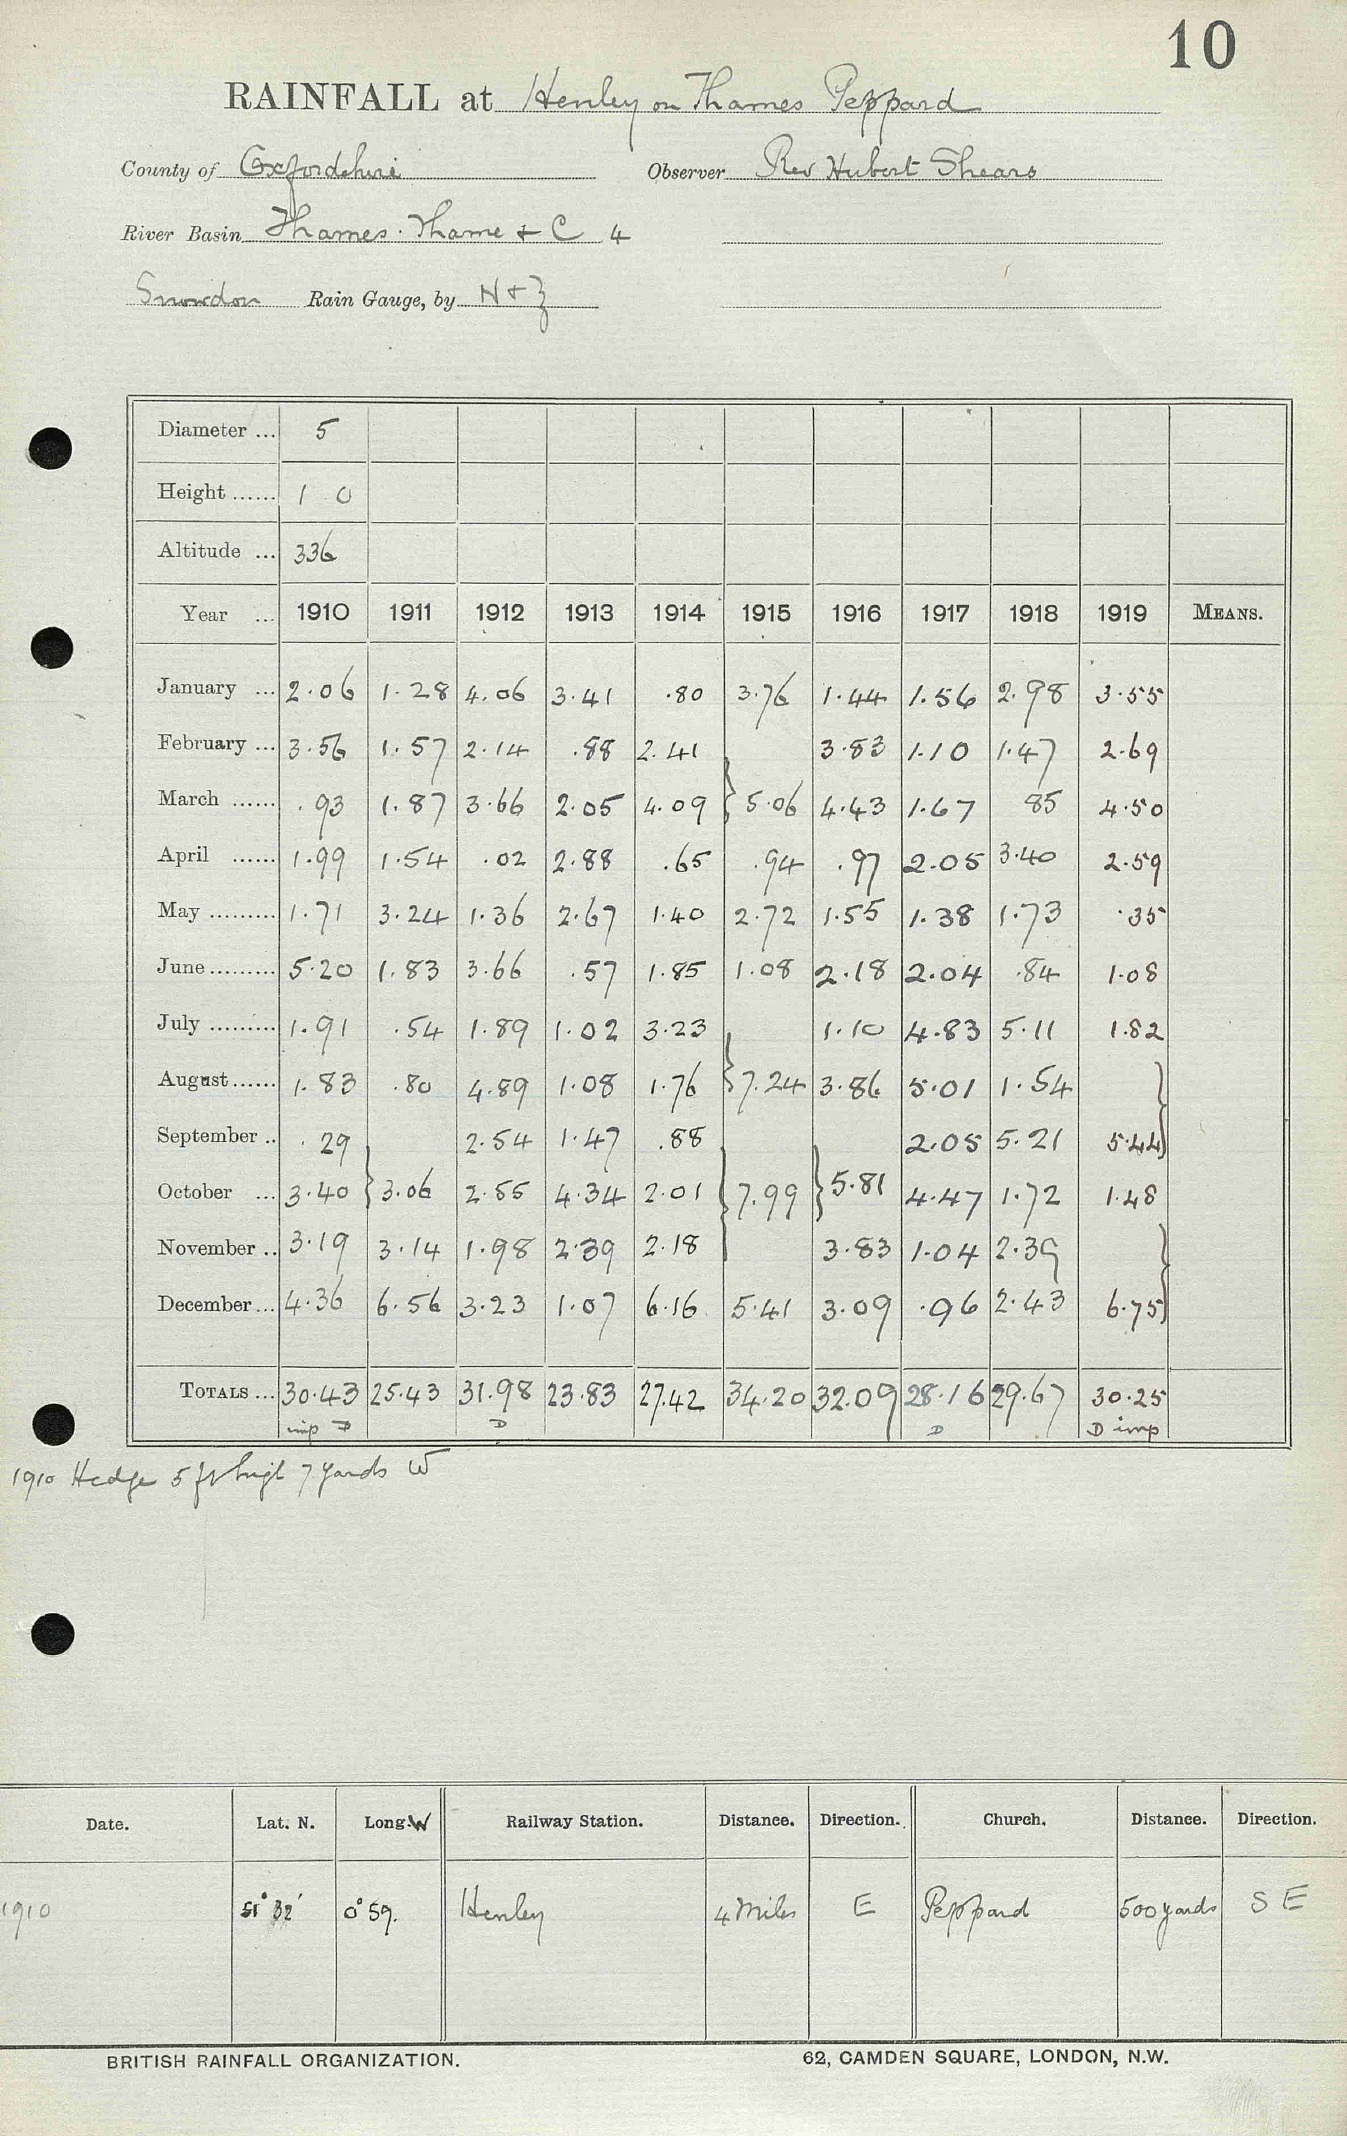 10
RAINFALL at Henley on Thames Peppard
County of Oxfordshire Observer Rev Hubert Shears
River Basin Thames. Thame & C 4
Snowdon Rain Gauge, by N & Z
Diameter ... 5
Height ...... 1 0
Altitude ... 336
Year ... 1910 1911 1912 1913 1914 1915 1916 1917 1918 1919 MEANS.
January ... 2.06 1.28 4.06 3.41 .80 3.76 1.44 1.56 2.98 3.55
February ... 3.56 1.57 2.14 .88 2.41 3.83 1.10 1.47 2.69
March ...... .93 1.87 3.66 2.05 4.09 } 5.06 4.43 1.67 85 4.50
April ...... 1.99 1.54 .02 2.88 .65 .94 .97 2.05 3.40 2.59
May ......... 1.71 3.24 1.36 2.67 1.40 2.72 1.55 1.38 1.73 .35
June ......... 5.20 1.83 3.66 .57 1.85 1.08 2.18 2.04 .84 1.08
July ......... 1.91 .54 1.89 1.02 3.23 1.10 4.83 5.11 1.82
August ...... 1.83 .80 4.89 1.08 1.76 } 7.24 3.86 5.01 1.54
September .. .29 2.54 1.47 .88 2.05 5.21 5.44 }
October ... 3.40 } 3.06 2.55 4.34 2.01 } 7.99 } 5.81 4.47 1.72 1.48
November .. 3.19 3.14 1.98 2.39 2.18 3.83 1.04 2.39
December ... 4.36 6.56 3.23 1.07 6.16 5.41 3.09 .96 2.43 6.75 }
TOTALS ... 30.43 25.43 31.98 23.83 27.42 34.20 32.09 28.16 29.67 30.25
imp D D D D imp
1910 Hedge 5 ft high 7 yards W
Date. Lat. N. Long. W Railway Station. Distance. Direction. Church. Distance. Direction.
1910 51° 32' 0° 59. Henley 4 Miles E Peppard 500 yards S E
BRITISH RAINFALL ORGANIZATION. 62, CAMDEN SQUARE, LONDON, N.W.